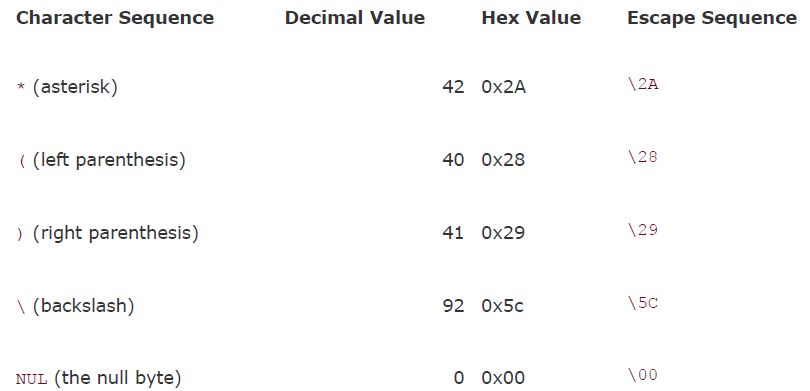 Character Sequence Decimal Value Hex Value Escape Sequence
* (asterisk) 42 0x2A \2A
( (left parenthesis) 40 0x28 \28
) (right parenthesis) 41 0x29 \29
\ (backslash) 92 0x5c \5C
NUL (the null byte) 0 0x00 \00